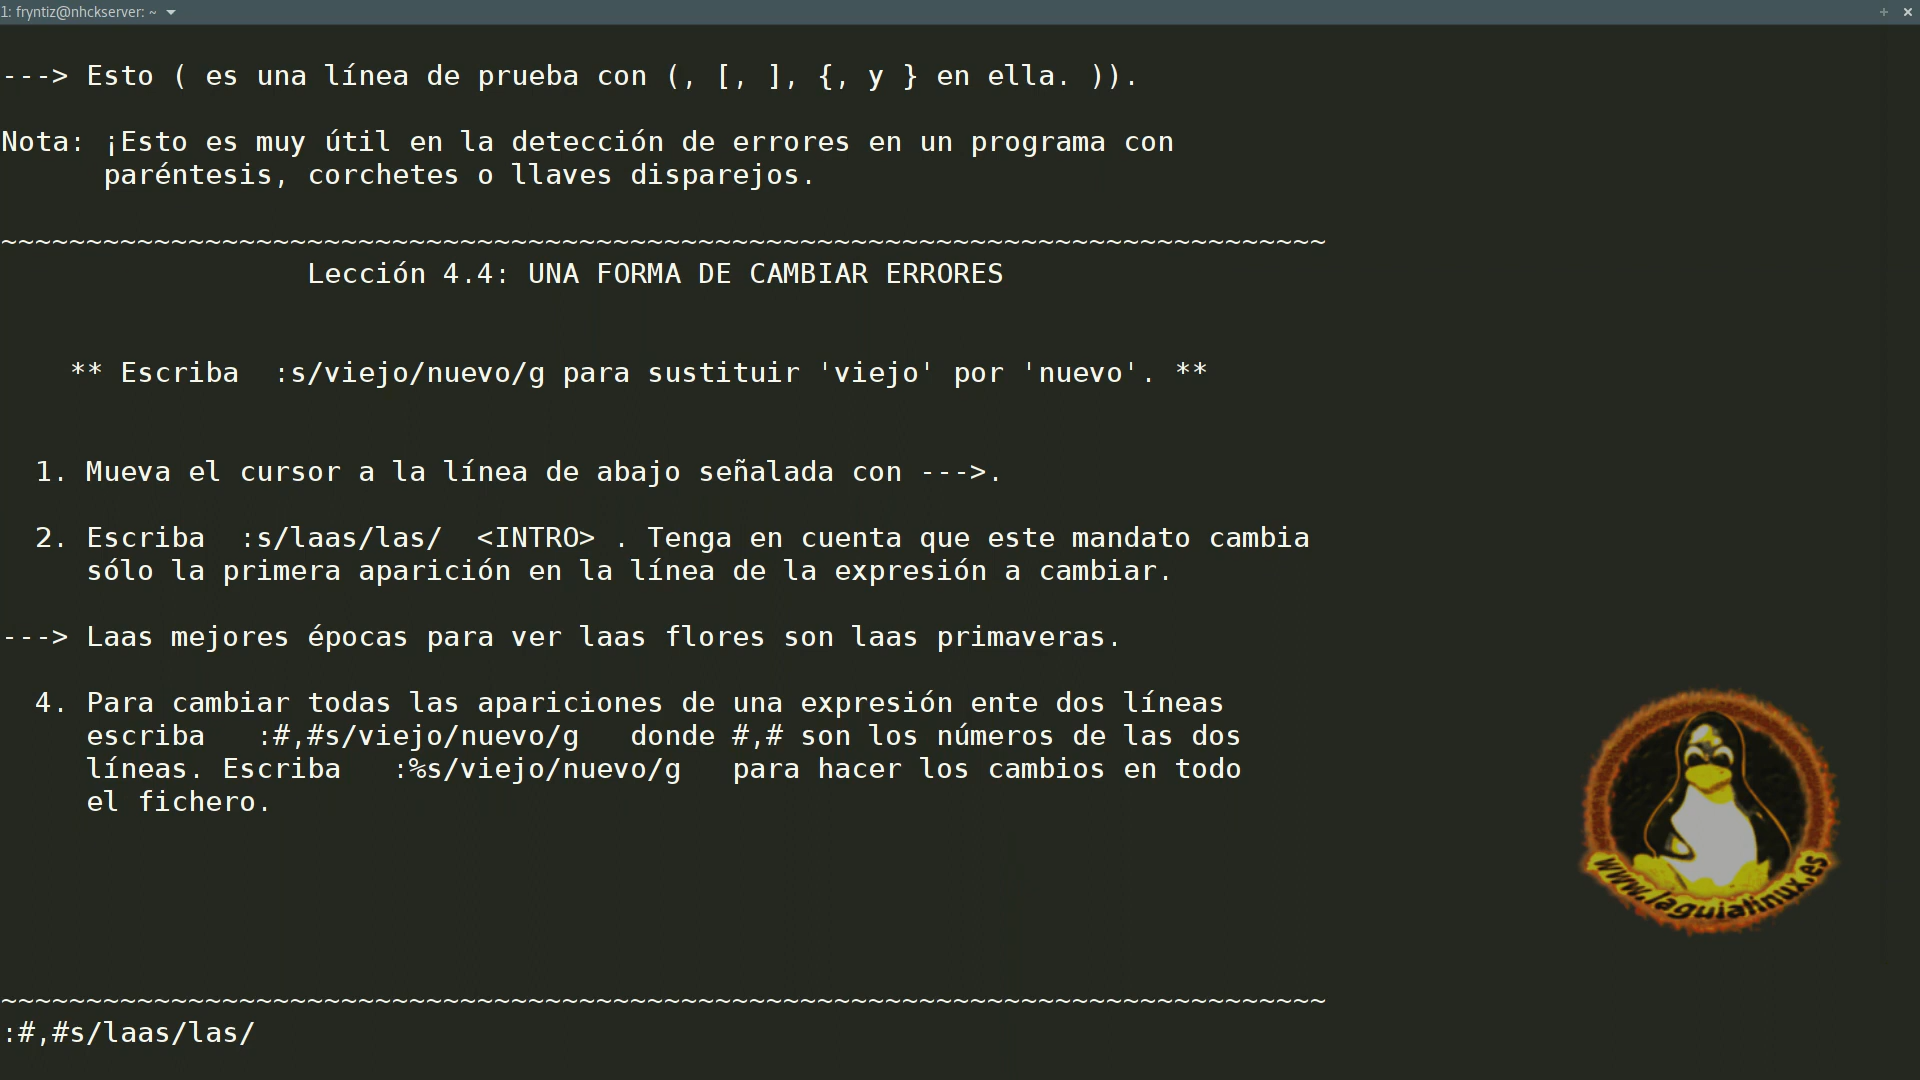 1: fryntiz@nhckserver: ~
---> Esto ( es una línea de prueba con (, [, ], {, y } en ella. )).
Nota: ¡Esto es muy útil en la detección de errores en un programa con
paréntesis, corchetes o llaves disparejos.
~~~~~~~~~~~~~~~~~~~~~~~~~~~~~~~~~~~~~~~~~~~~~~~~~~~~~~~~~~~~~~~~~~~~~~~~~~~~~~
Lección 4.4: UNA FORMA DE CAMBIAR ERRORES
** Escriba  :s/viejo/nuevo/g para sustituir 'viejo' por 'nuevo'. **
1. Mueva el cursor a la línea de abajo señalada con --->.
2. Escriba  :s/laas/las/  <INTRO> . Tenga en cuenta que este mandato cambia
sólo la primera aparición en la línea de la expresión a cambiar.
---> Laas mejores épocas para ver laas flores son laas primaveras.
4. Para cambiar todas las apariciones de una expresión ente dos líneas
escriba   :#,#s/viejo/nuevo/g   donde #,# son los números de las dos
líneas. Escriba   :%s/viejo/nuevo/g   para hacer los cambios en todo
el fichero.
www.laguialinux.es
~~~~~~~~~~~~~~~~~~~~~~~~~~~~~~~~~~~~~~~~~~~~~~~~~~~~~~~~~~~~~~~~~~~~~~~~~~~~~~
:#,#s/laas/las/